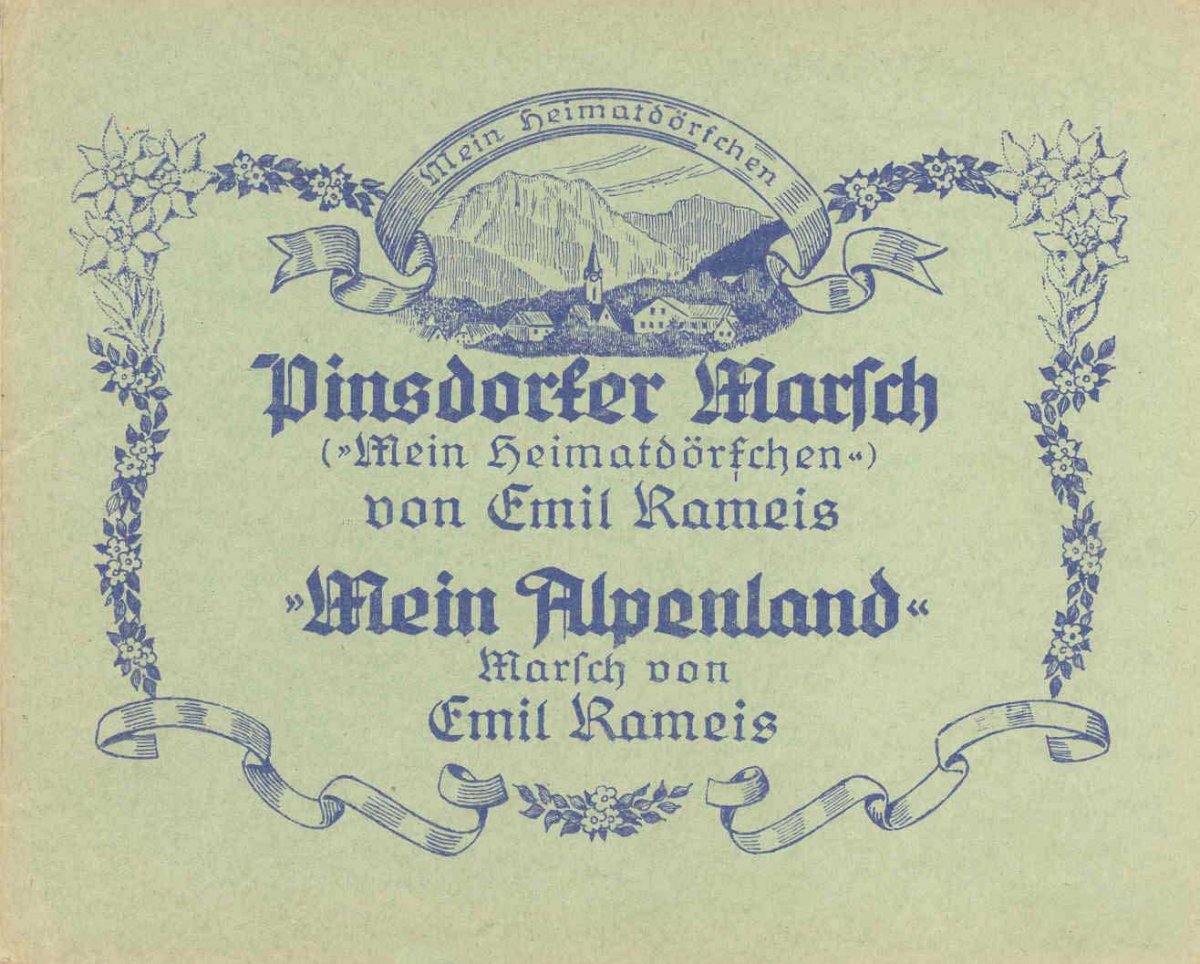 Mein Heimatdörfchen
Pinsdorfer Marsch
(»Mein Heimatdörfchen«)
von Emil Rameis
»Mein Alpenland«
Marsch von
Emil Rameis